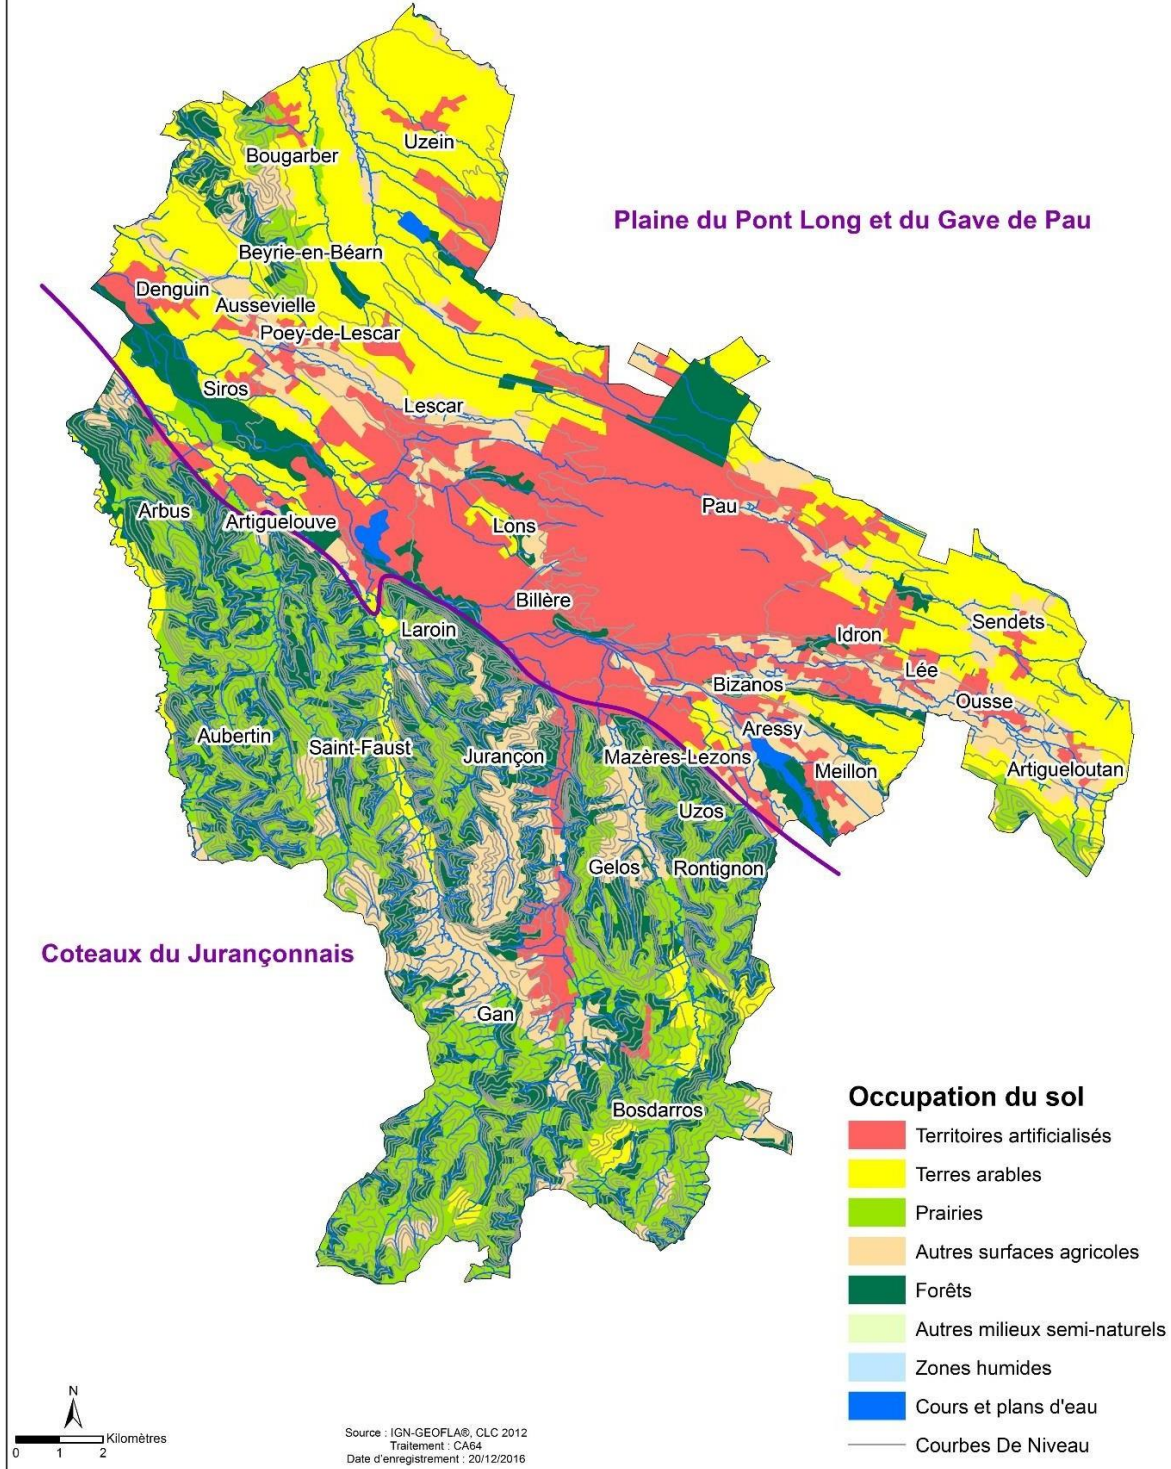 Uzein
Bougarber
Plaine du Pont Long et du Gave de Pau
Beyrie-en-Béarn
Denguin
Aussevielle
Poey-de-Lescar
Siros
Lescar
Pau
Arbus
Artiguelouve
Lons
Billère
Laroin
Idron
Sendets
Lée
Bizanos
Ousse
Aressy
Aubertin
Saint-Faust
Jurançon
Mazères-Lezons
Meillon
Artigueloutan
Uzos
Gelos
Rontignon
Coteaux du Jurançonnais
Gan
Bosdarros
Occupation du sol
Territoires artificialisés
Terres arables
Prairies
Autres surfaces agricoles
Forêts
Autres milieux semi-naturels
Zones humides
Cours et plans d'eau
Courbes De Niveau
N
Kilomètres
0 1 2
Source : IGN-GEOFLA®, CLC 2012
Traitement : CA64
Date d'enregistrement : 20/12/2016